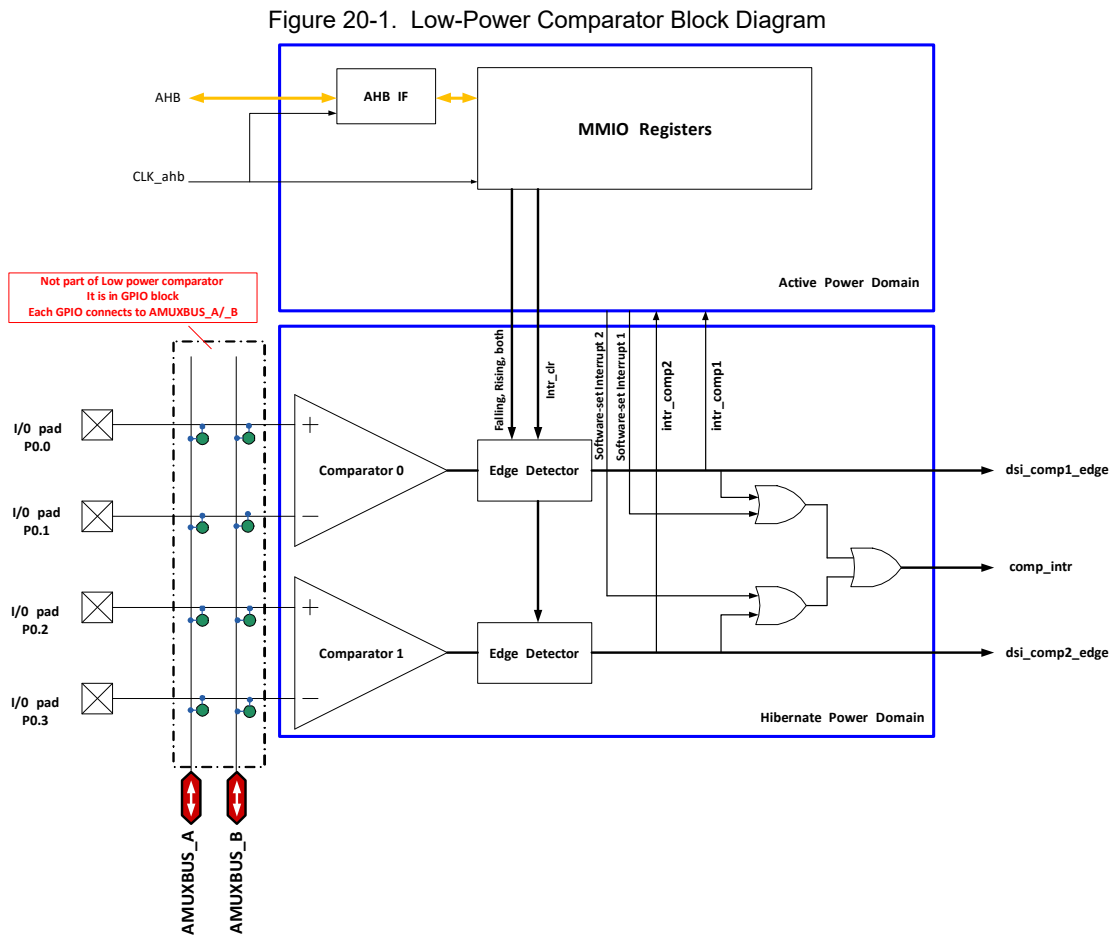 Figure 20-1. Low-Power Comparator Block Diagram
AHB
AHB IF
MMIO Registers
CLK_ahb
Active Power Domain
Not part of Low power comparator
It is in GPIO block
Each GPIO connects to AMUXBUS_A/_B
Falling, Rising, both
Intr_clr
Software-set Interrupt 2
Software-set Interrupt 1
intr_comp2
intr_comp1
I/0 pad
P0.0
+
Comparator 0
Edge Detector
dsi_comp1_edge
I/0 pad
P0.1
−
comp_intr
I/0 pad
P0.2
+
Comparator 1
Edge Detector
dsi_comp2_edge
I/0 pad
P0.3
−
Hibernate Power Domain
AMUXBUS_A
AMUXBUS_B